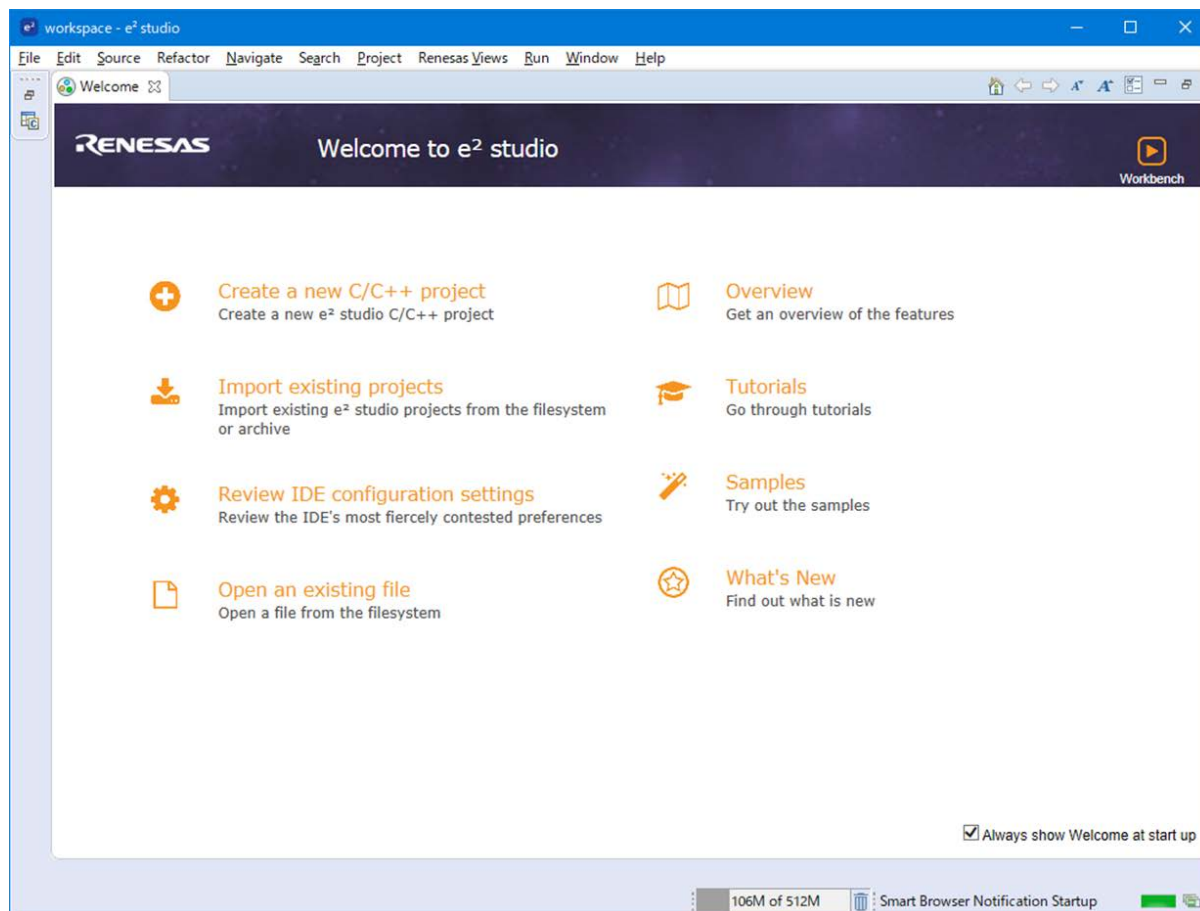 workspace - e² studio
File Edit Source Refactor Navigate Search Project Renesas Views Run Window Help
Welcome
RENESAS
Welcome to e² studio
Workbench
Create a new C/C++ project
Create a new e² studio C/C++ project
Import existing projects
Import existing e² studio projects from the filesystem
or archive
Review IDE configuration settings
Review the IDE's most fiercely contested preferences
Open an existing file
Open a file from the filesystem
Overview
Get an overview of the features
Tutorials
Go through tutorials
Samples
Try out the samples
What's New
Find out what is new
Always show Welcome at start up
106M of 512M
Smart Browser Notification Startup